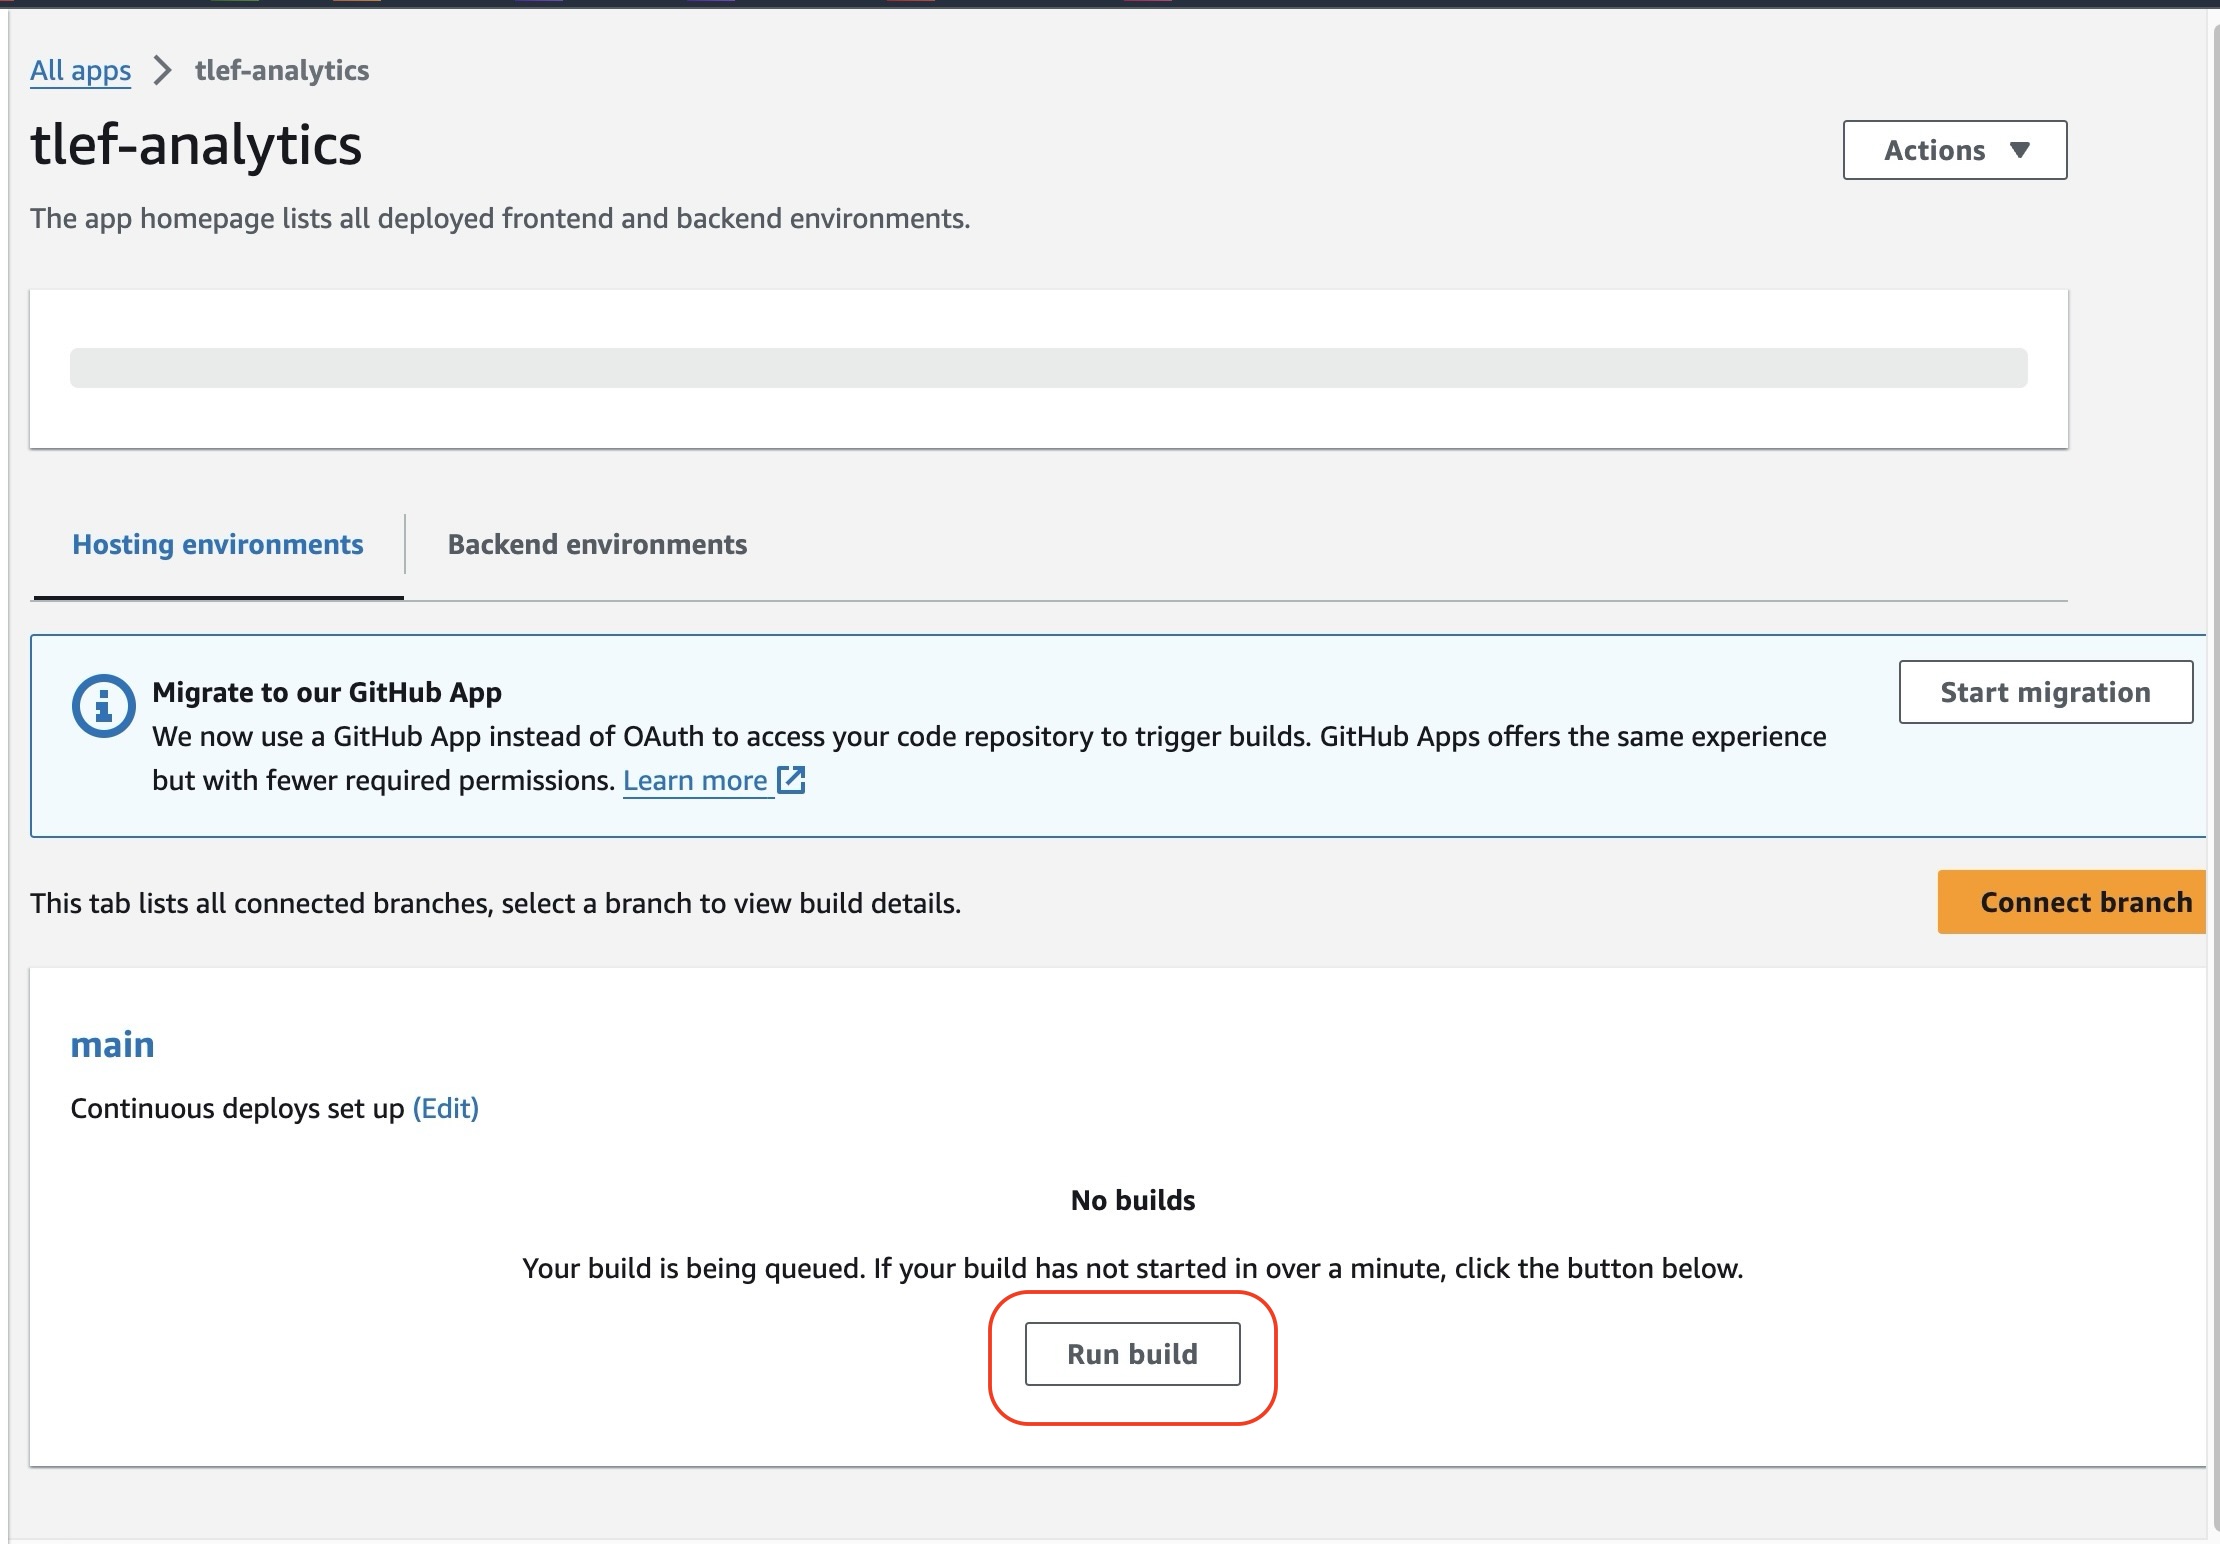 All apps > tlef-analytics
tlef-analytics
Actions ▼
The app homepage lists all deployed frontend and backend environments.
Hosting environments
Backend environments
Migrate to our GitHub App
Start migration
We now use a GitHub App instead of OAuth to access your code repository to trigger builds. GitHub Apps offers the same experience
but with fewer required permissions. Learn more
This tab lists all connected branches, select a branch to view build details.
Connect branch
main
Continuous deploys set up (Edit)
No builds
Your build is being queued. If your build has not started in over a minute, click the button below.
Run build